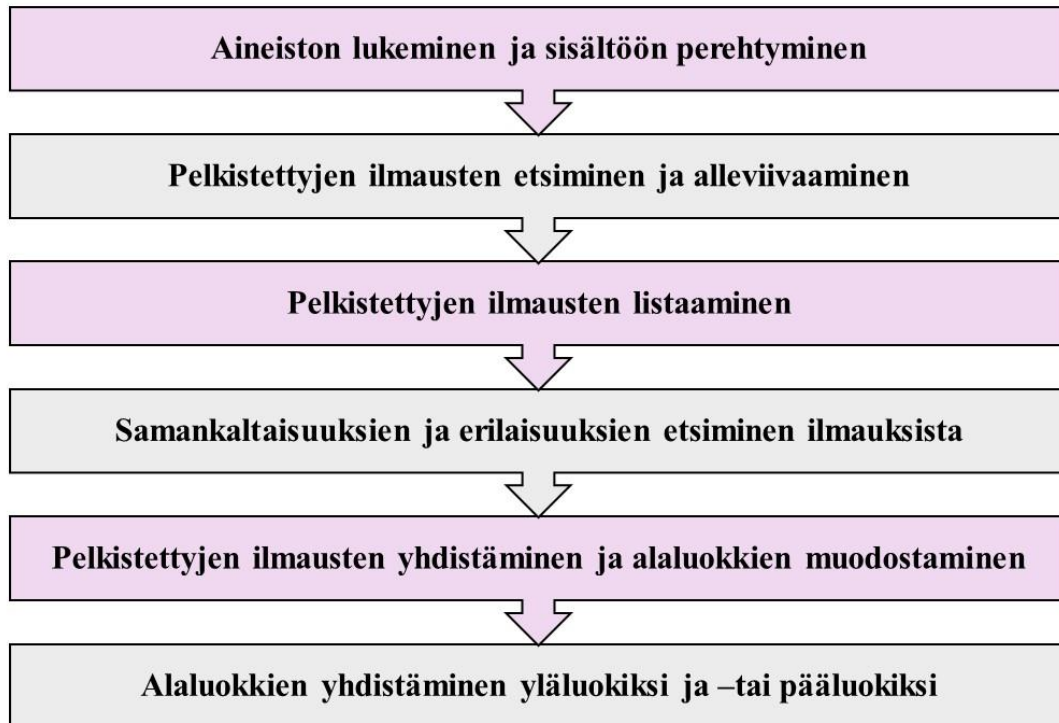 Aineiston lukeminen ja sisältöön perehtyminen
Pelkistettyjen ilmausten etsiminen ja alleviivaaminen
Pelkistettyjen ilmausten listaaminen
Samankaltaisuuksien ja erilaisuuksien etsiminen ilmauksista
Pelkistettyjen ilmausten yhdistäminen ja alaluokkien muodostaminen
Alaluokkien yhdistäminen yläluokiksi ja –tai pääluokiksi